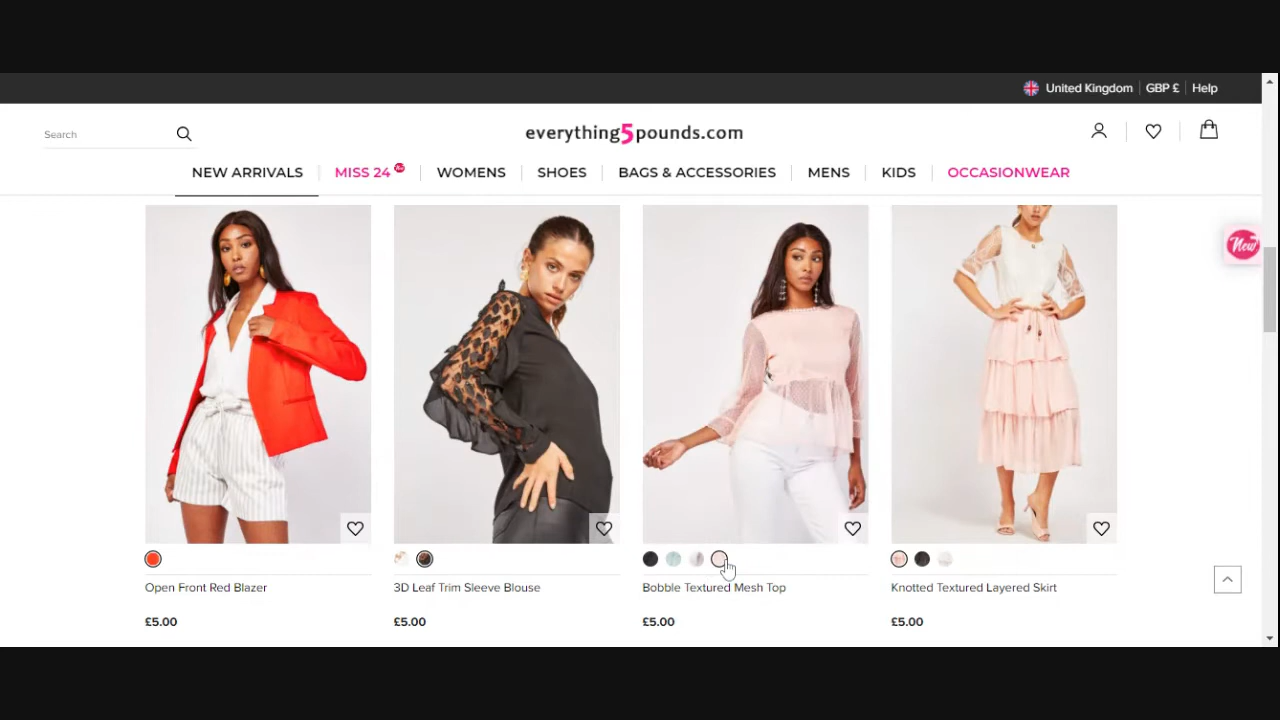 United Kingdom GBP £ Help
Search
everything5pounds.com
NEW ARRIVALS MISS 24 WOMENS SHOES BAGS & ACCESSORIES MENS KIDS OCCASIONWEAR
New
Open Front Red Blazer 3D Leaf Trim Sleeve Blouse Bobble Textured Mesh Top Knotted Textured Layered Skirt
£5.00 £5.00 £5.00 £5.00